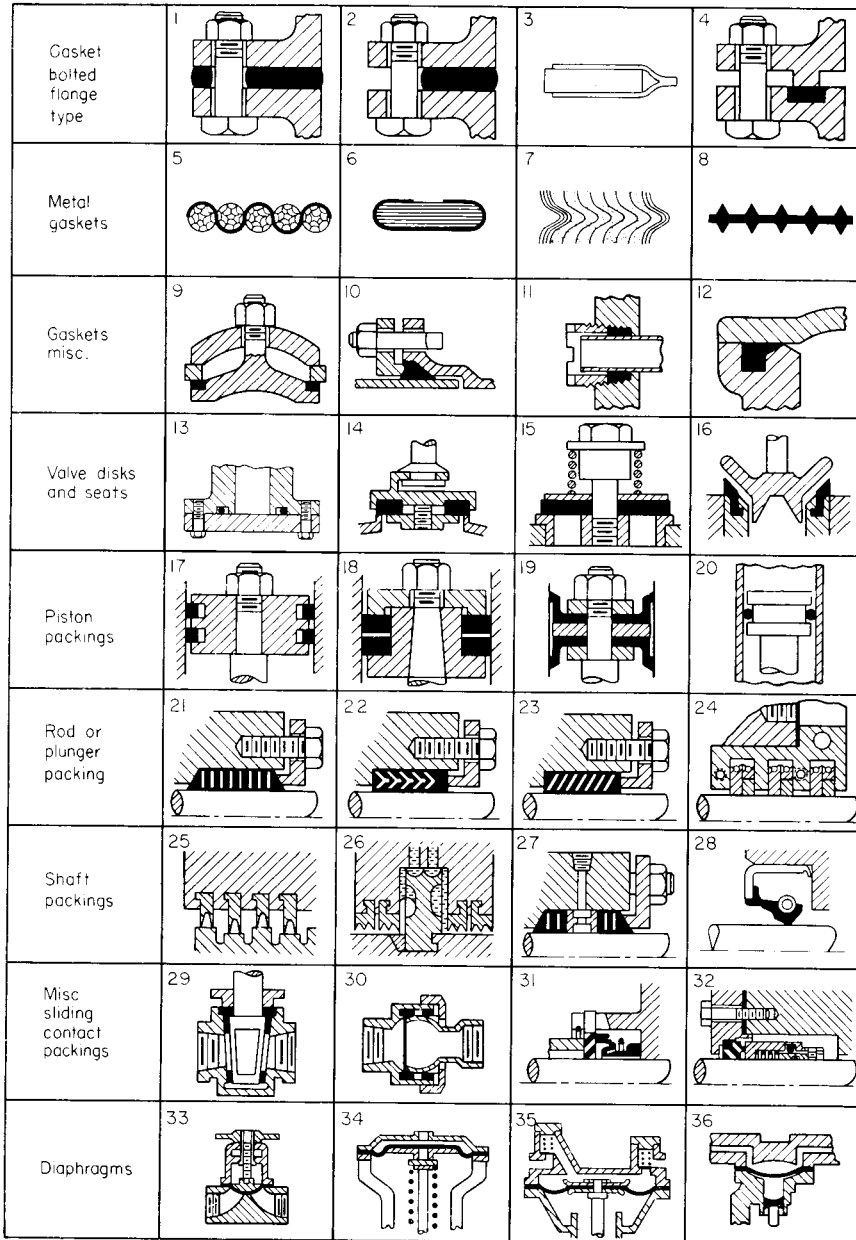 Gasket
bolted
flange
type
1
2
3
4
Metal
gaskets
5
6
7
8
Gaskets
misc.
9
10
11
12
Valve disks
and seats
13
14
15
16
Piston
packings
17
18
19
20
Rod or
plunger
packing
21
22
23
24
Shaft
packings
25
26
27
28
Misc
sliding
contact
packings
29
30
31
32
Diaphragms
33
34
35
36